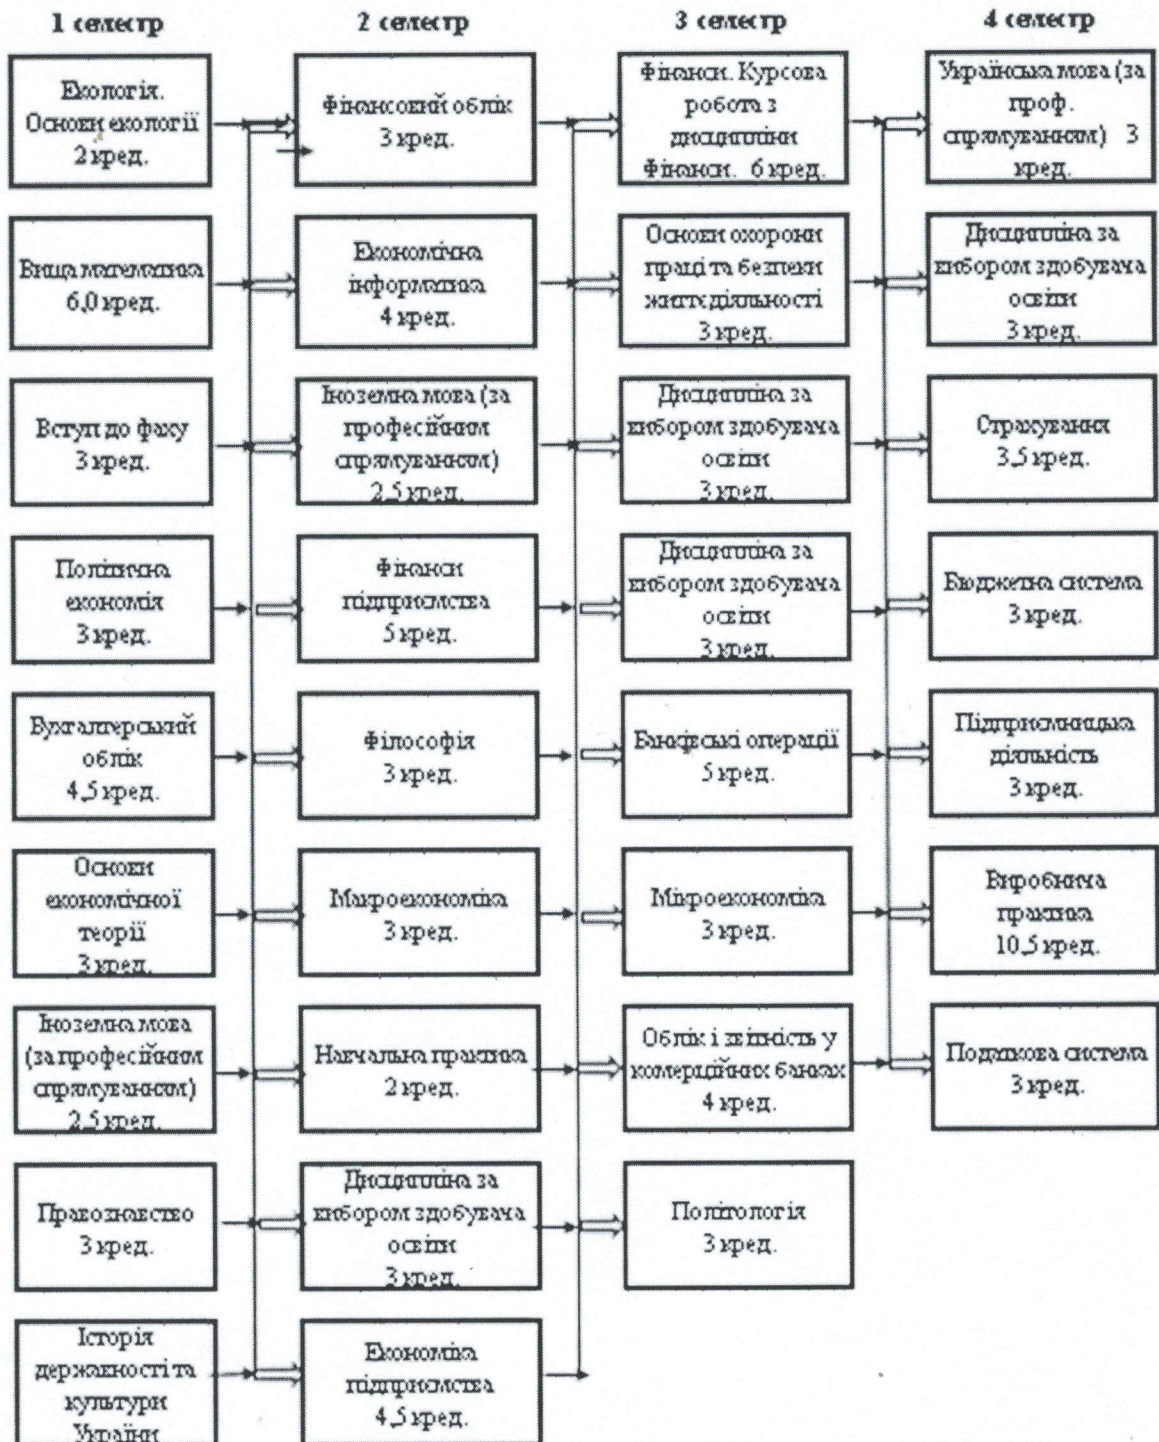 1 семестр
2 семестр
3 семестр
4 семестр
Екологія.
Основи екології
2 кред.
Фінансовий облік
3 кред.
Фінанси. Курсова
робота з
дисципліни
Фінанси. 6 кред.
Українська мова (за
проф.
спрямуванням) 3
кред.
Вища математика
6,0 кред.
Економічна
інформатика
4 кред.
Основи охорони
праці та безпеки
життєдіяльності
3 кред.
Дисципліна за
вибором здобувача
освіти
3 кред.
Вступ до фаху
3 кред.
Іноземна мова (за
професійним
спрямуванням)
2,5 кред.
Дисципліна за
вибором здобувача
освіти
3 кред.
Страхування
3,5 кред.
Політична
економія
3 кред.
Фінанси
підприємства
5 кред.
Дисципліна за
вибором здобувача
освіти
3 кред.
Бюджетна система
3 кред.
Бухгалтерський
облік
4,5 кред.
Філософія
3 кред.
Банківські операції
5 кред.
Підприємницька
діяльність
3 кред.
Основи
економічної
теорії
3 кред.
Макроекономіка
3 кред.
Мікроекономіка
3 кред.
Виробнича
практика
10,5 кред.
Іноземна мова
(за професійним
спрямуванням)
2,5 кред.
Навчальна практика
2 кред.
Облік і звітність у
комерційних банках
4 кред.
Податкова система
3 кред.
Правознавство
3 кред.
Дисципліна за
вибором здобувача
освіти
3 кред.
Політологія
3 кред.
Історія
державності та
культури
України
Економіка
підприємства
4,5 кред.